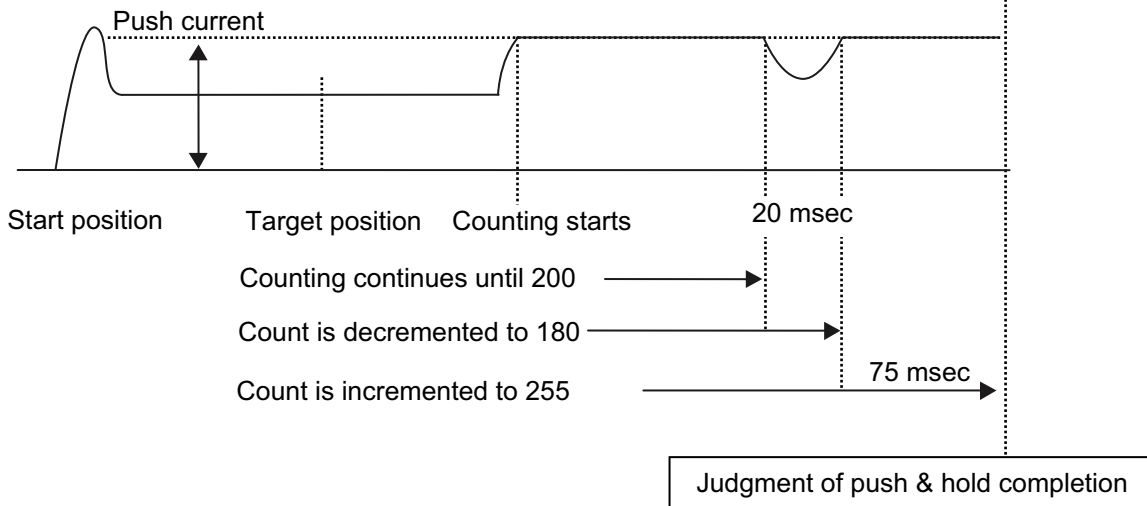 Push current
Start position
Target position
Counting starts
20 msec
Counting continues until 200
Count is decremented to 180
75 msec
Count is incremented to 255
Judgment of push & hold completion